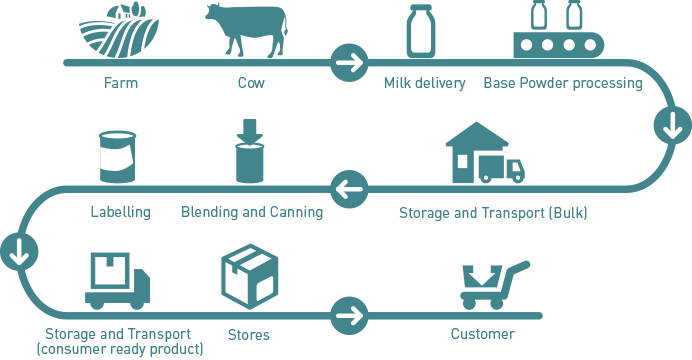 Farm
Cow
Milk delivery
Base Powder processing
Labelling
Blending and Canning
Storage and Transport (Bulk)
Storage and Transport
(consumer ready product)
Stores
Customer